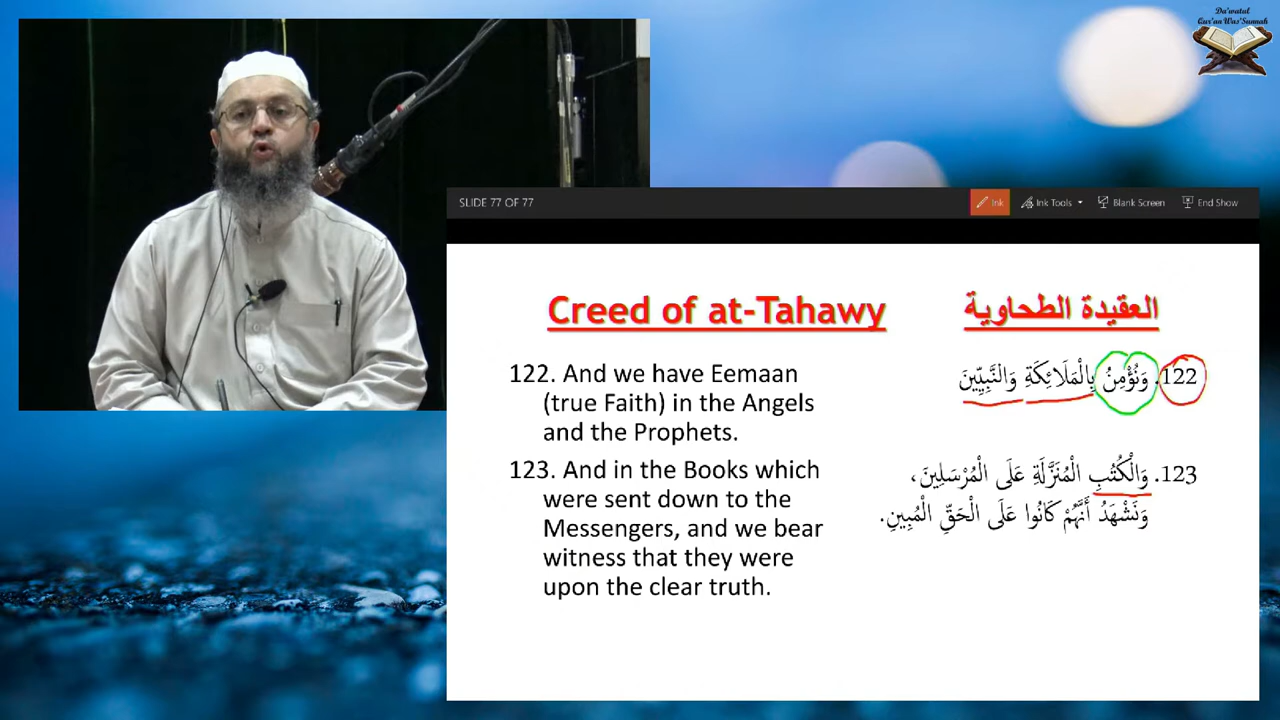 Da'watul
Qur'an Was'Sunnah
SLIDE 77 OF 77
Ink
Ink Tools
Blank Screen
End Show
Creed of at-Tahawy
العقيدة الطحاوية
122. And we have Eemaan
(true Faith) in the Angels
and the Prophets.
123. And in the Books which
were sent down to the
Messengers, and we bear
witness that they were
upon the clear truth.
122. وَنُؤْمِنُ بِالْمَلَائِكَةِ وَالنَّبِيِّينَ
123. وَالْكُتُبِ الْمُنَزَّلَةِ عَلَى الْمُرْسَلِينَ،
وَنَشْهَدُ أَنَّهُمْ كَانُوا عَلَى الْحَقِّ الْمُبِينِ.